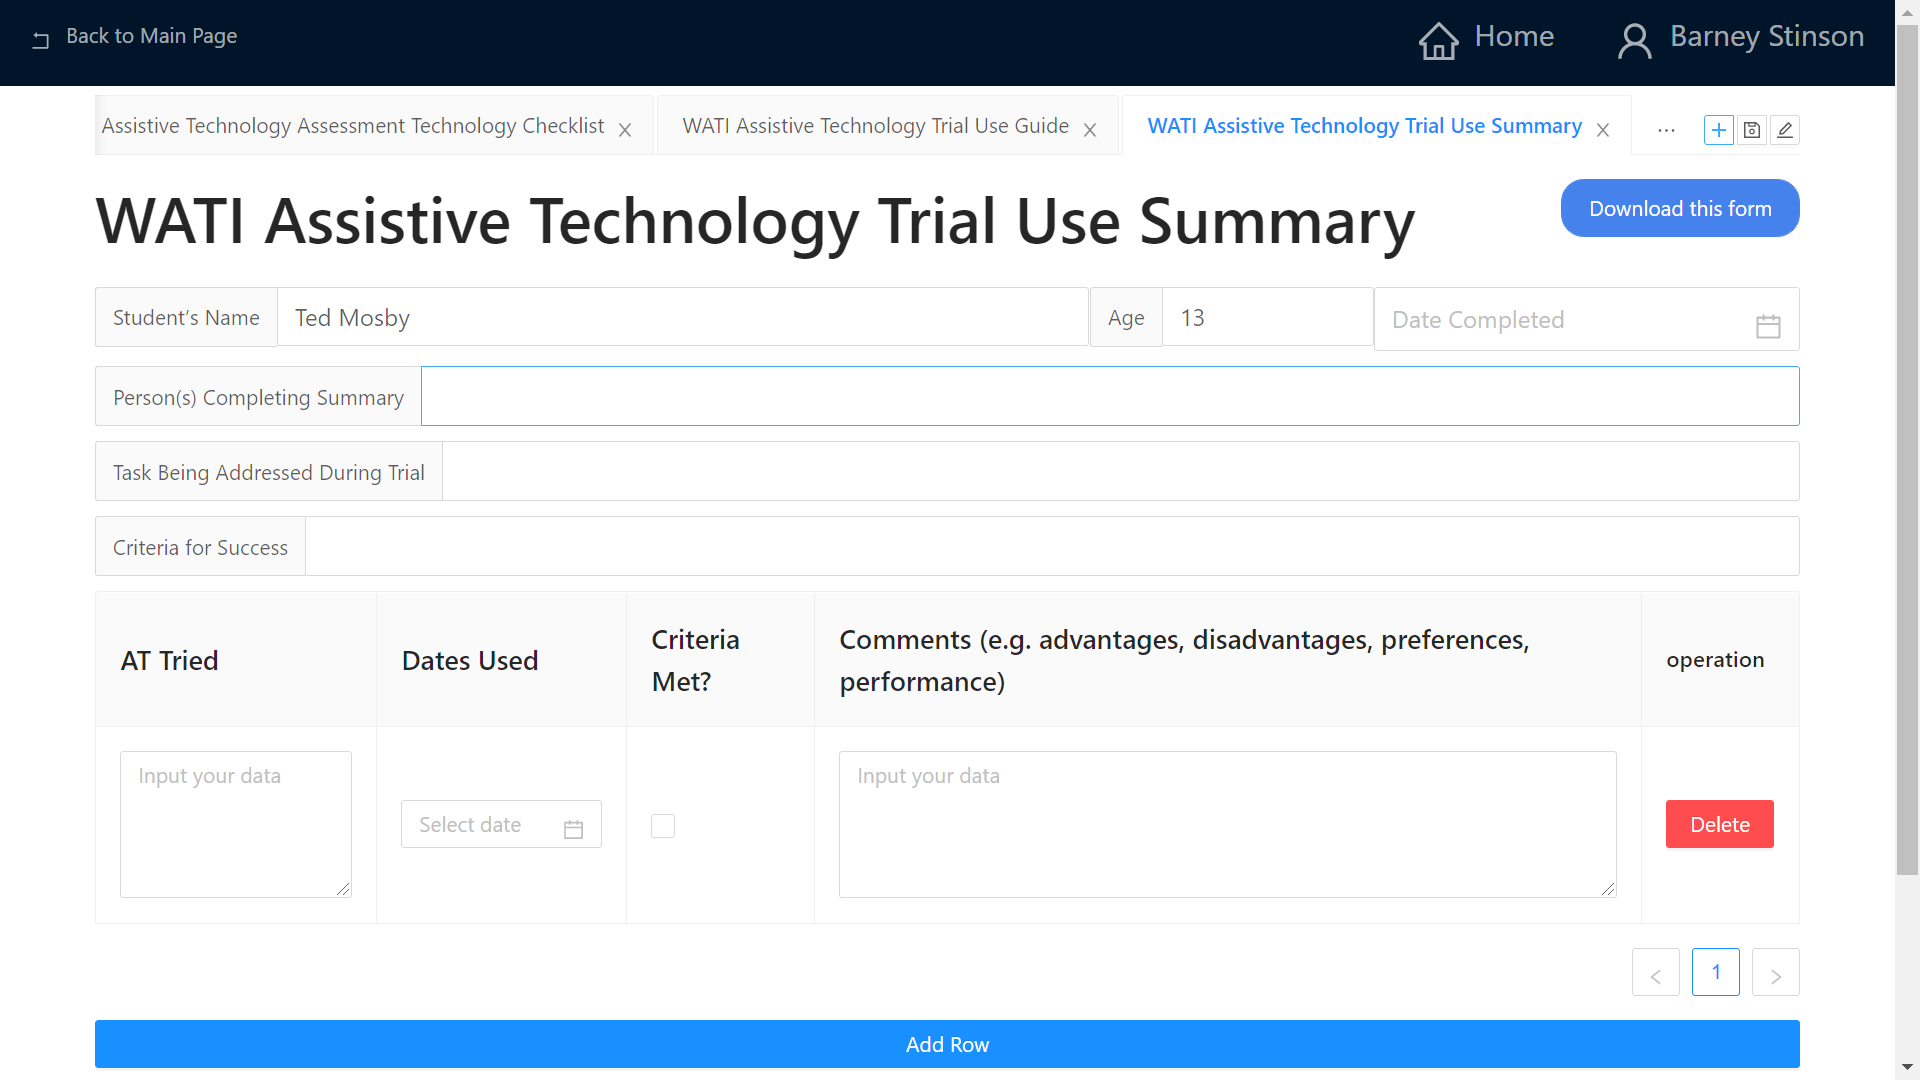 Back to Main Page
Home
Barney Stinson
Assistive Technology Assessment Technology Checklist
WATI Assistive Technology Trial Use Guide
WATI Assistive Technology Trial Use Summary
WATI Assistive Technology Trial Use Summary
Download this form
Student’s Name
Ted Mosby
Age
13
Date Completed
Person(s) Completing Summary
Task Being Addressed During Trial
Criteria for Success
AT Tried
Dates Used
Criteria
Met?
Comments (e.g. advantages, disadvantages, preferences,
performance)
operation
Input your data
Select date
Input your data
Delete
1
Add Row